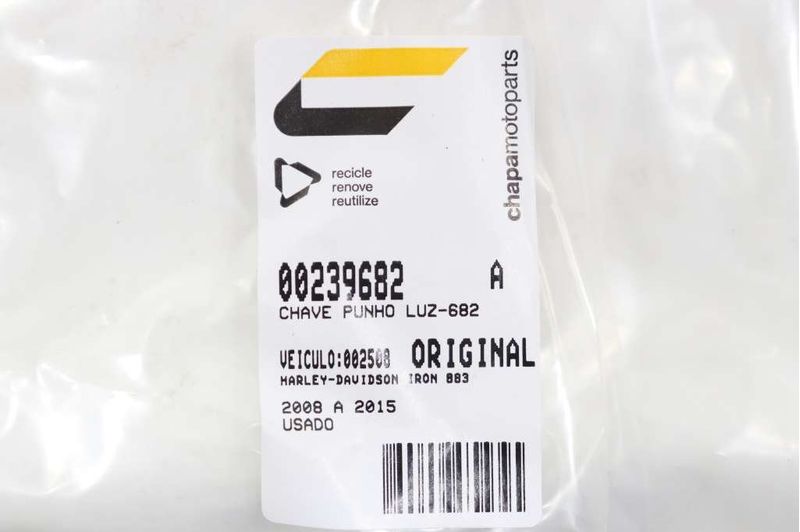 chapamotoparts
recicle
renove
reutilize
00239682 A
CHAVE PUNHO LUZ-682
VEICULO:002508 ORIGINAL
HARLEY-DAVIDSON IRON 883
2008 A 2015
USADO